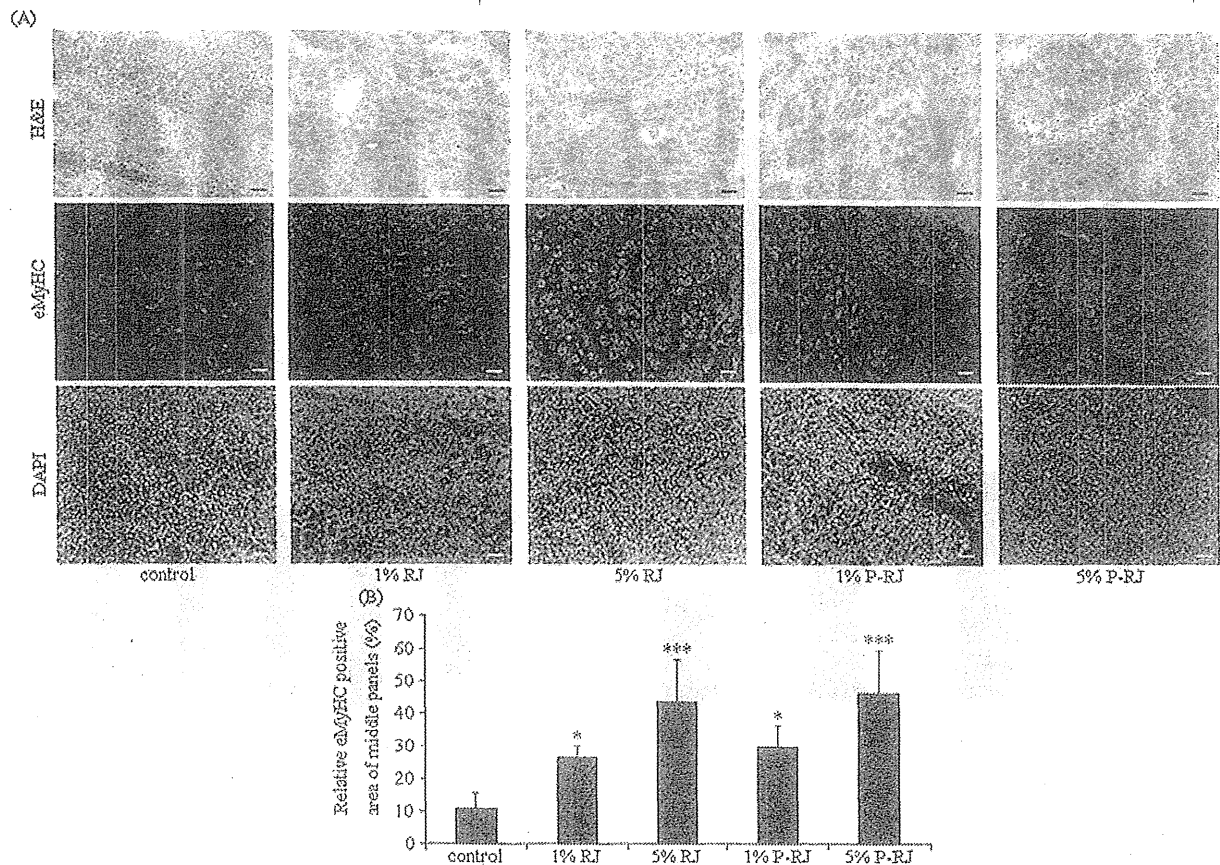 (A)
H&E
eMyHC
DAPI
control 1% RJ 5% RJ 1% P-RJ 5% P-RJ
(B)
Relative eMyHC positive
area of middle panels (%)
70
60
50
40
30
20
10
0
*
***
*
***
control 1% RJ 5% RJ 1% P-RJ 5% P-RJ